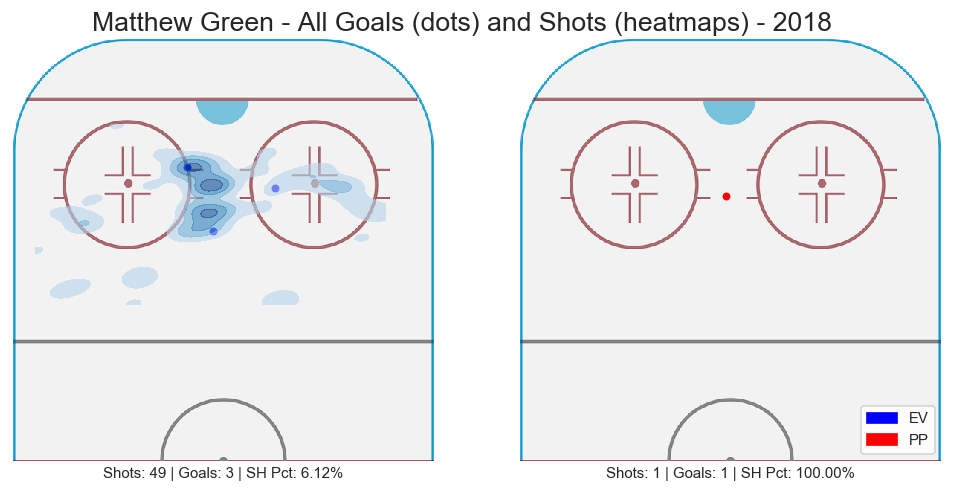 Matthew Green - All Goals (dots) and Shots (heatmaps) - 2018
EV
PP
Shots: 49 | Goals: 3 | SH Pct: 6.12%
Shots: 1 | Goals: 1 | SH Pct: 100.00%